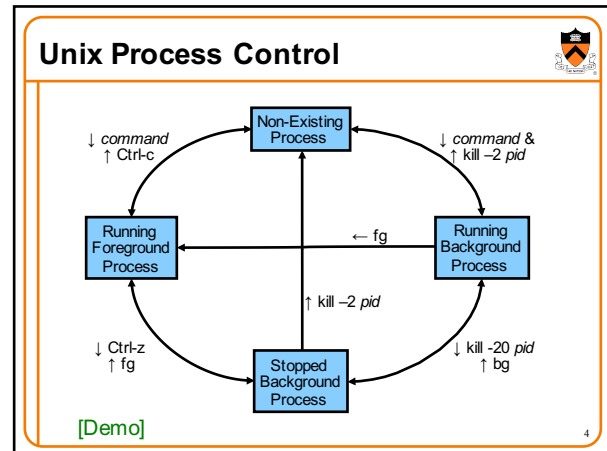 Unix Process Control
Non-Existing
Process
↓ command
↑ Ctrl-c
↓ command &
↑ kill –2 pid
Running
Foreground
Process
← fg
Running
Background
Process
↑ kill –2 pid
↓ Ctrl-z
↑ fg
Stopped
Background
Process
↓ kill -20 pid
↑ bg
[Demo]
4